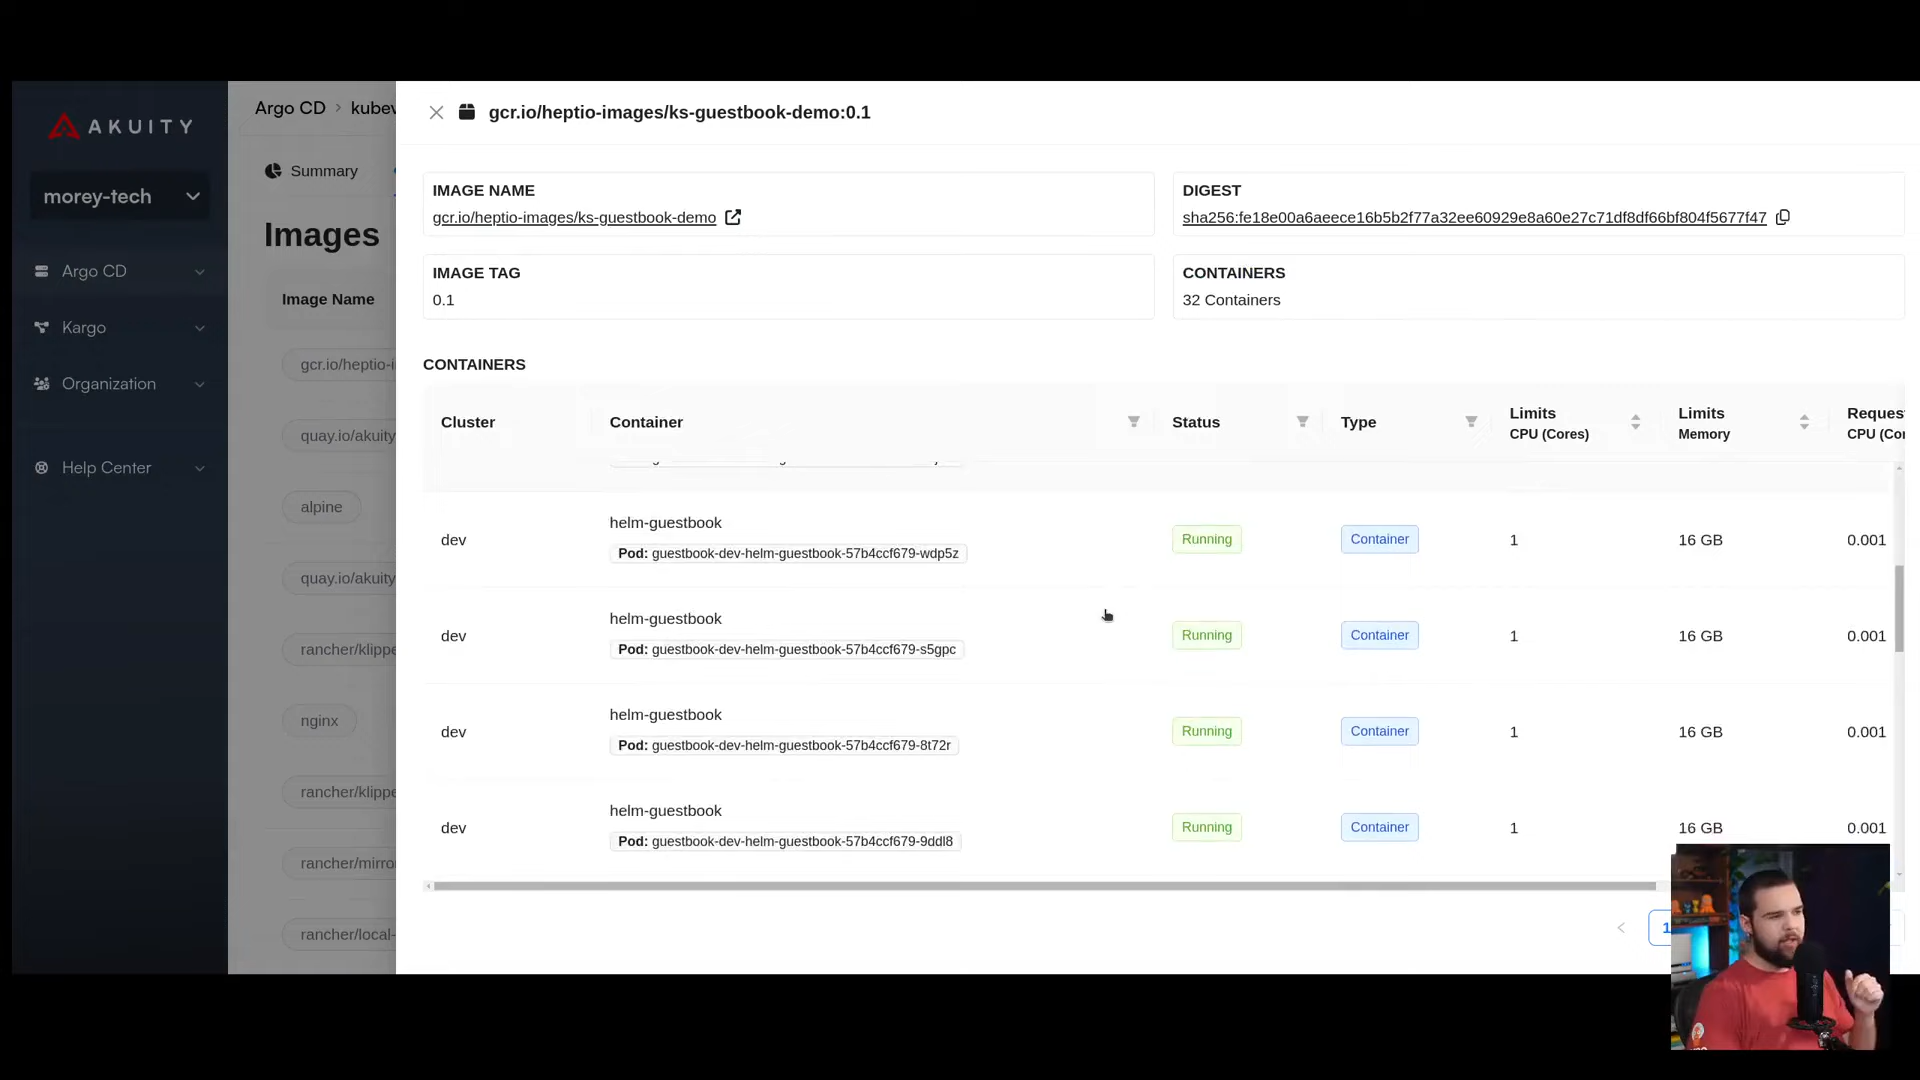 AKUITY
morey-tech
Argo CD
Kargo
Organization
Help Center
Argo CD > kubev
Summary
Images
Image Name
gcr.io/heptio-i
quay.io/akuity
alpine
quay.io/akuity
rancher/klippe
nginx
rancher/klippe
rancher/mirro
rancher/local-
gcr.io/heptio-images/ks-guestbook-demo:0.1
IMAGE NAME
gcr.io/heptio-images/ks-guestbook-demo
DIGEST
sha256:fe18e00a6aeece16b5b2f77a32ee60929e8a60e27c71df8df66bf804f5677f47
IMAGE TAG
0.1
CONTAINERS
32 Containers
CONTAINERS
Cluster Container Status Type Limits CPU (Cores) Limits Memory Reques CPU (Cor
dev helm-guestbook Running Container 1 16 GB 0.001
Pod: guestbook-dev-helm-guestbook-57b4ccf679-wdp5z
dev helm-guestbook Running Container 1 16 GB 0.001
Pod: guestbook-dev-helm-guestbook-57b4ccf679-s5gpc
dev helm-guestbook Running Container 1 16 GB 0.001
Pod: guestbook-dev-helm-guestbook-57b4ccf679-8t72r
dev helm-guestbook Running Container 1 16 GB 0.001
Pod: guestbook-dev-helm-guestbook-57b4ccf679-9ddl8
1